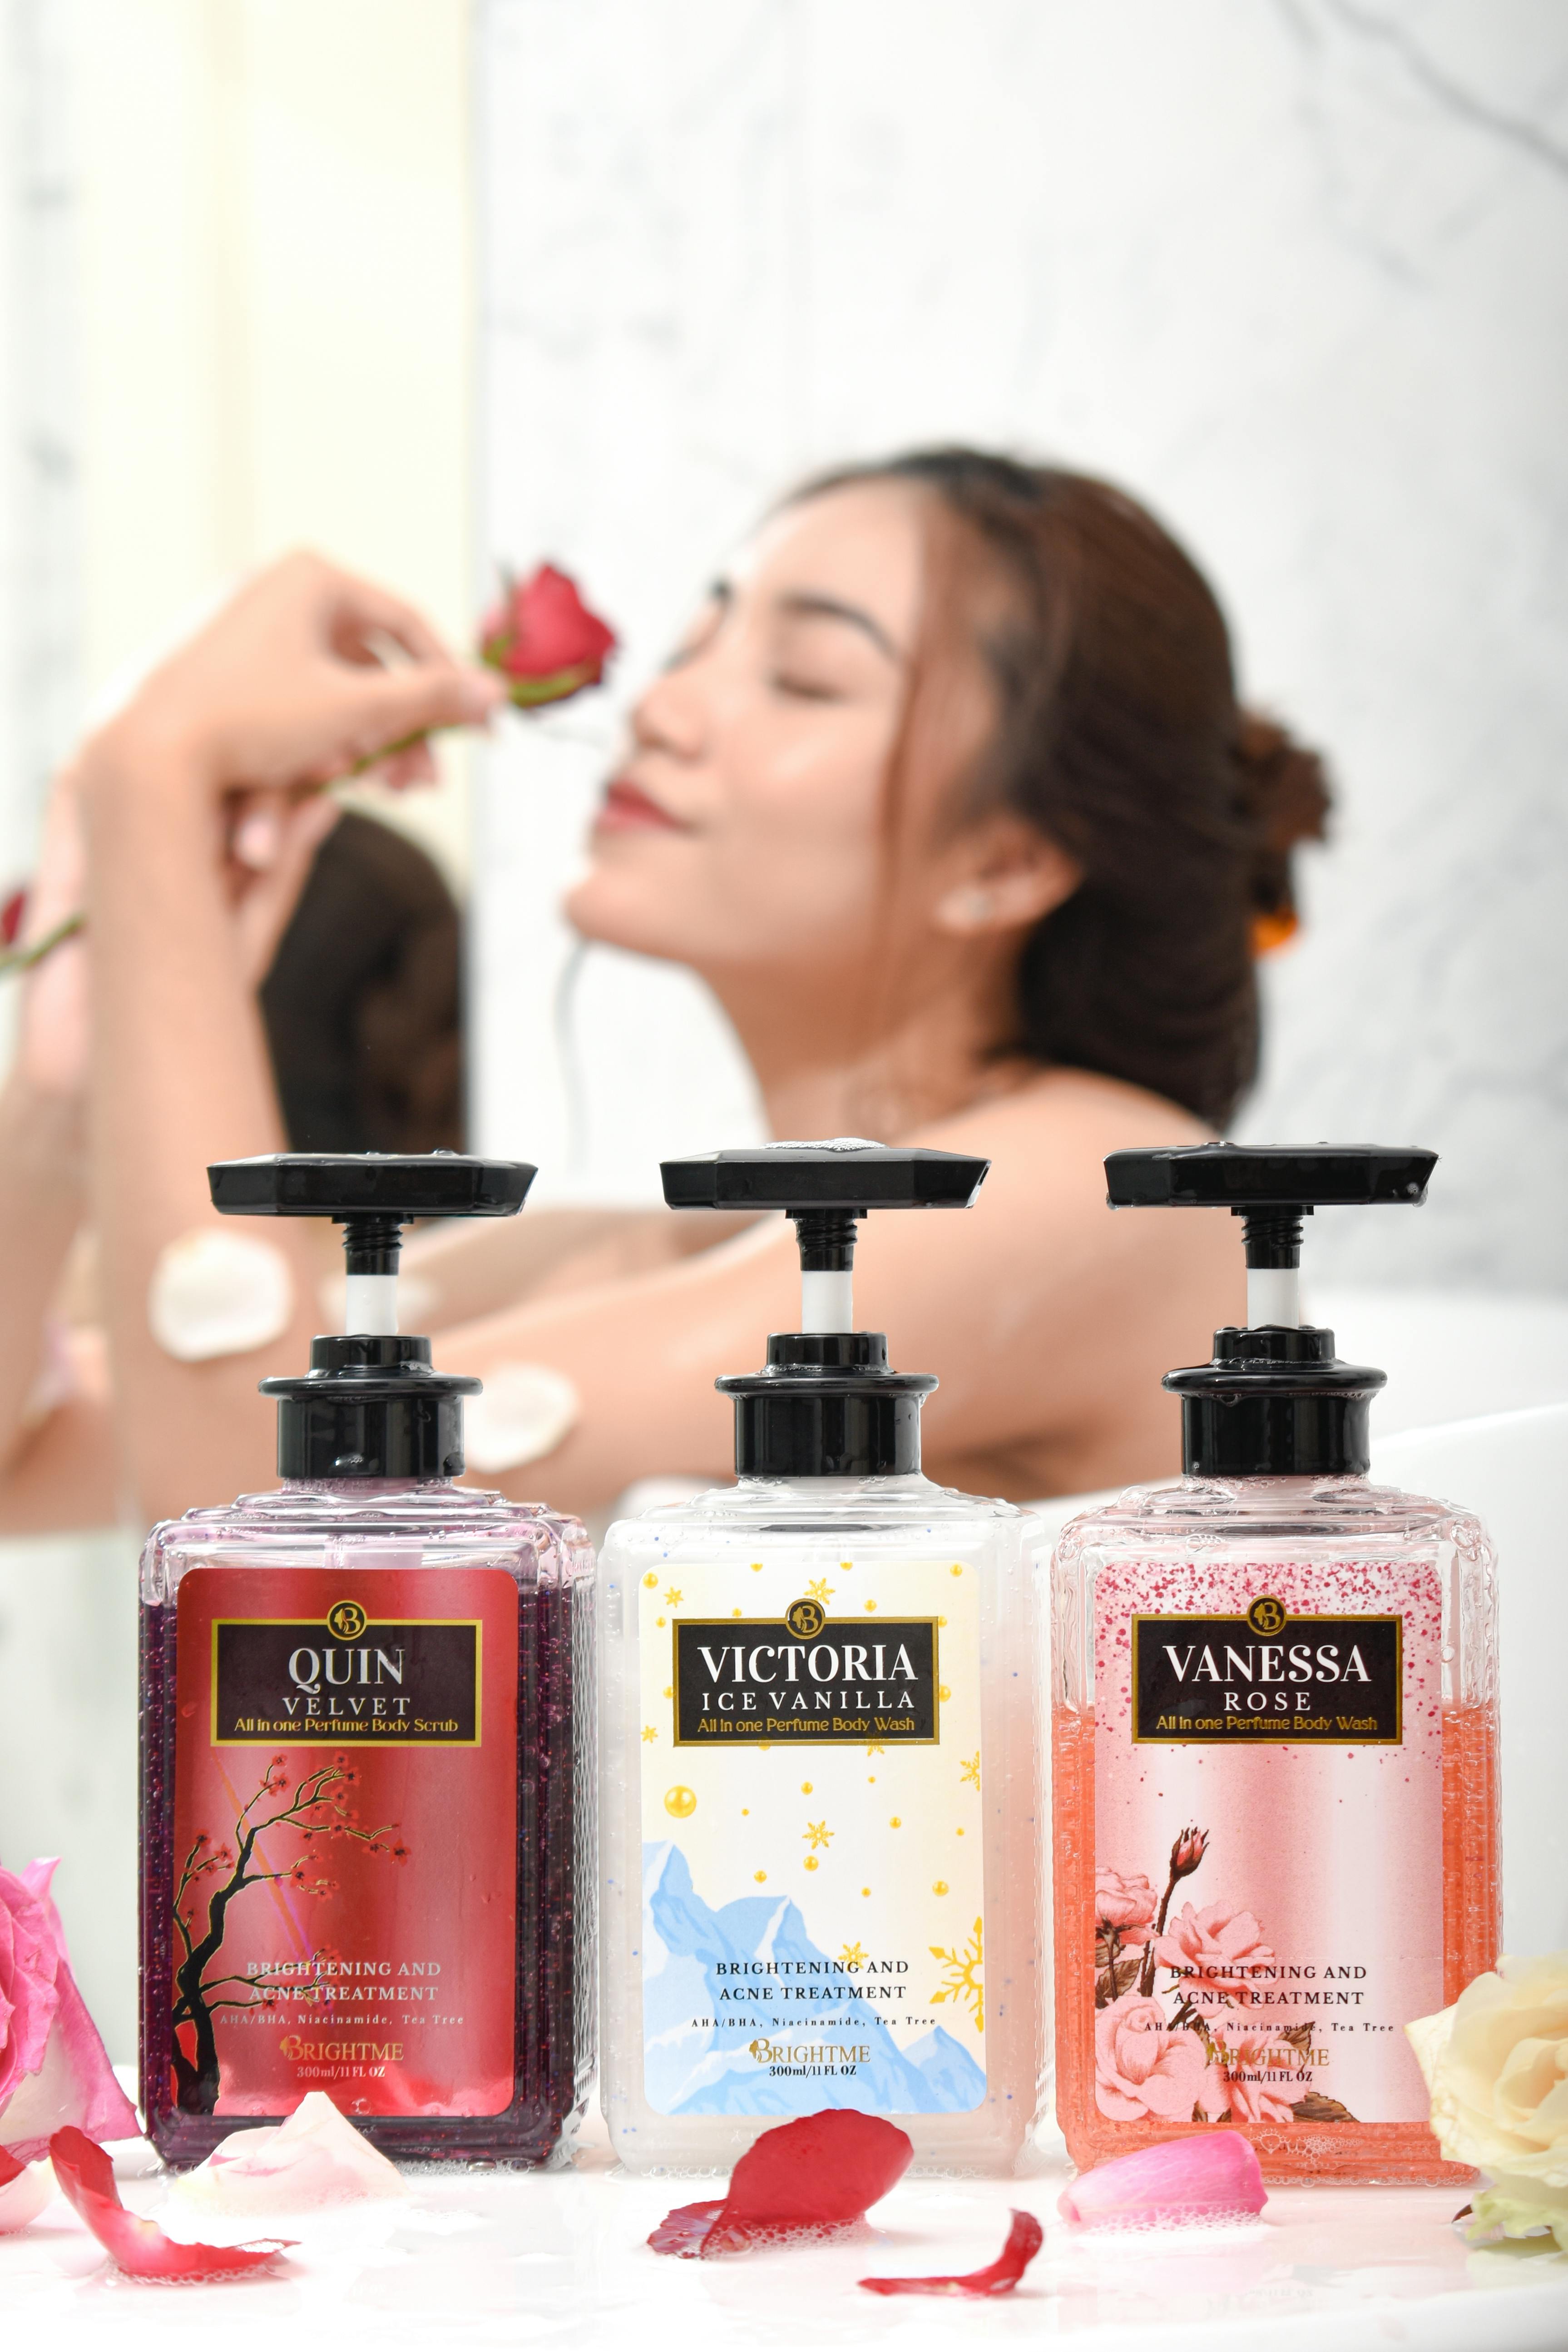 B
QUIN
VELVET
All in one Perfume Body Scrub
BRIGHTENING AND
ACNE TREATMENT
AHA/BHA, Niacinamide, Tea Tree
BRIGHTME
300ml/11 FL OZ
B
VICTORIA
ICE VANILLA
All in one Perfume Body Wash
BRIGHTENING AND
ACNE TREATMENT
AHA/BHA, Niacinamide, Tea Tree
BRIGHTME
300ml/11 FL OZ
B
VANESSA
ROSE
All in one Perfume Body Wash
BRIGHTENING AND
ACNE TREATMENT
AHA/BHA, Niacinamide, Tea Tree
BRIGHTME
300ml/11 FL OZ